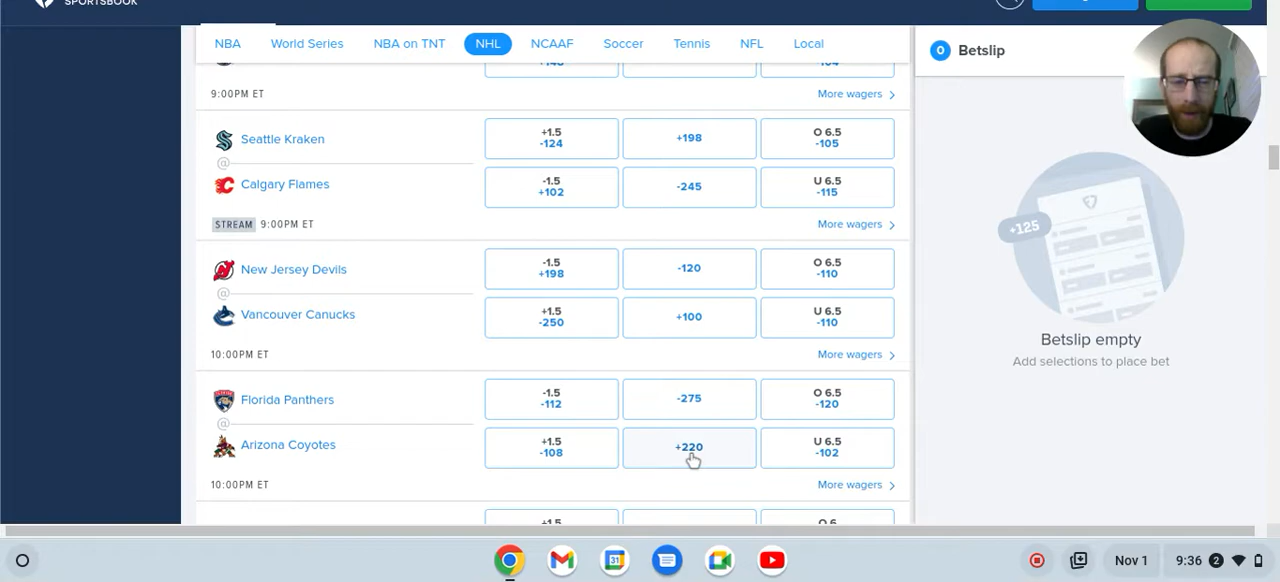 SPORTSBOOK
NBA World Series NBA on TNT NHL NCAAF Soccer Tennis NFL Local
0 Betslip
9:00PM ET More wagers >
Seattle Kraken +1.5 -124 +198 O 6.5 -105
@
Calgary Flames -1.5 +102 -245 U 6.5 -115
STREAM 9:00PM ET More wagers >
New Jersey Devils -1.5 +198 -120 O 6.5 -110
@
Vancouver Canucks +1.5 -250 +100 U 6.5 -110
10:00PM ET More wagers >
Florida Panthers -1.5 -112 -275 O 6.5 -120
@
Arizona Coyotes +1.5 -108 +220 U 6.5 -102
10:00PM ET More wagers >
+1.5 O 6
+125
Betslip empty
Add selections to place bet
31
Nov 1 9:36 2